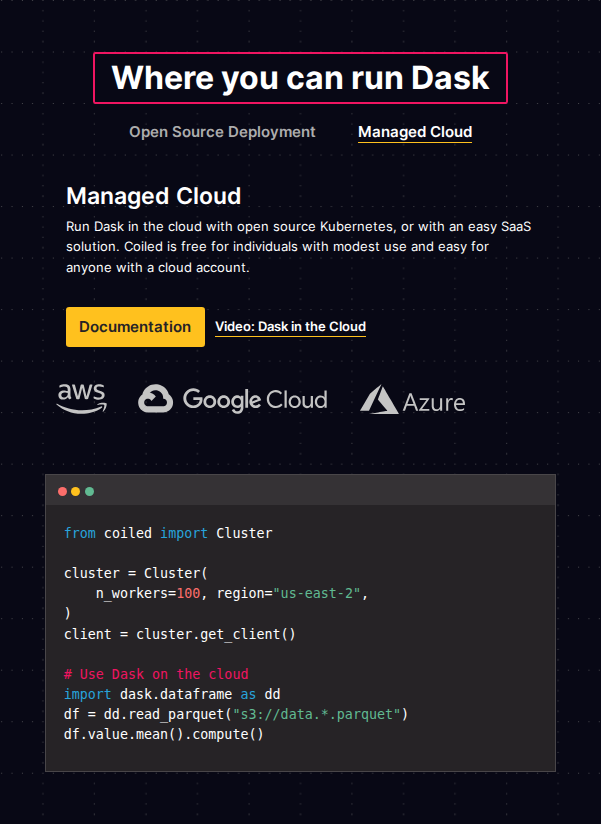 Where you can run Dask
Open Source Deployment Managed Cloud
Managed Cloud
Run Dask in the cloud with open source Kubernetes, or with an easy SaaS
solution. Coiled is free for individuals with modest use and easy for
anyone with a cloud account.
Documentation Video: Dask in the Cloud
aws Google Cloud Azure
from coiled import Cluster
cluster = Cluster(
    n_workers=100, region="us-east-2",
)
client = cluster.get_client()
# Use Dask on the cloud
import dask.dataframe as dd
df = dd.read_parquet("s3://data.*.parquet")
df.value.mean().compute()